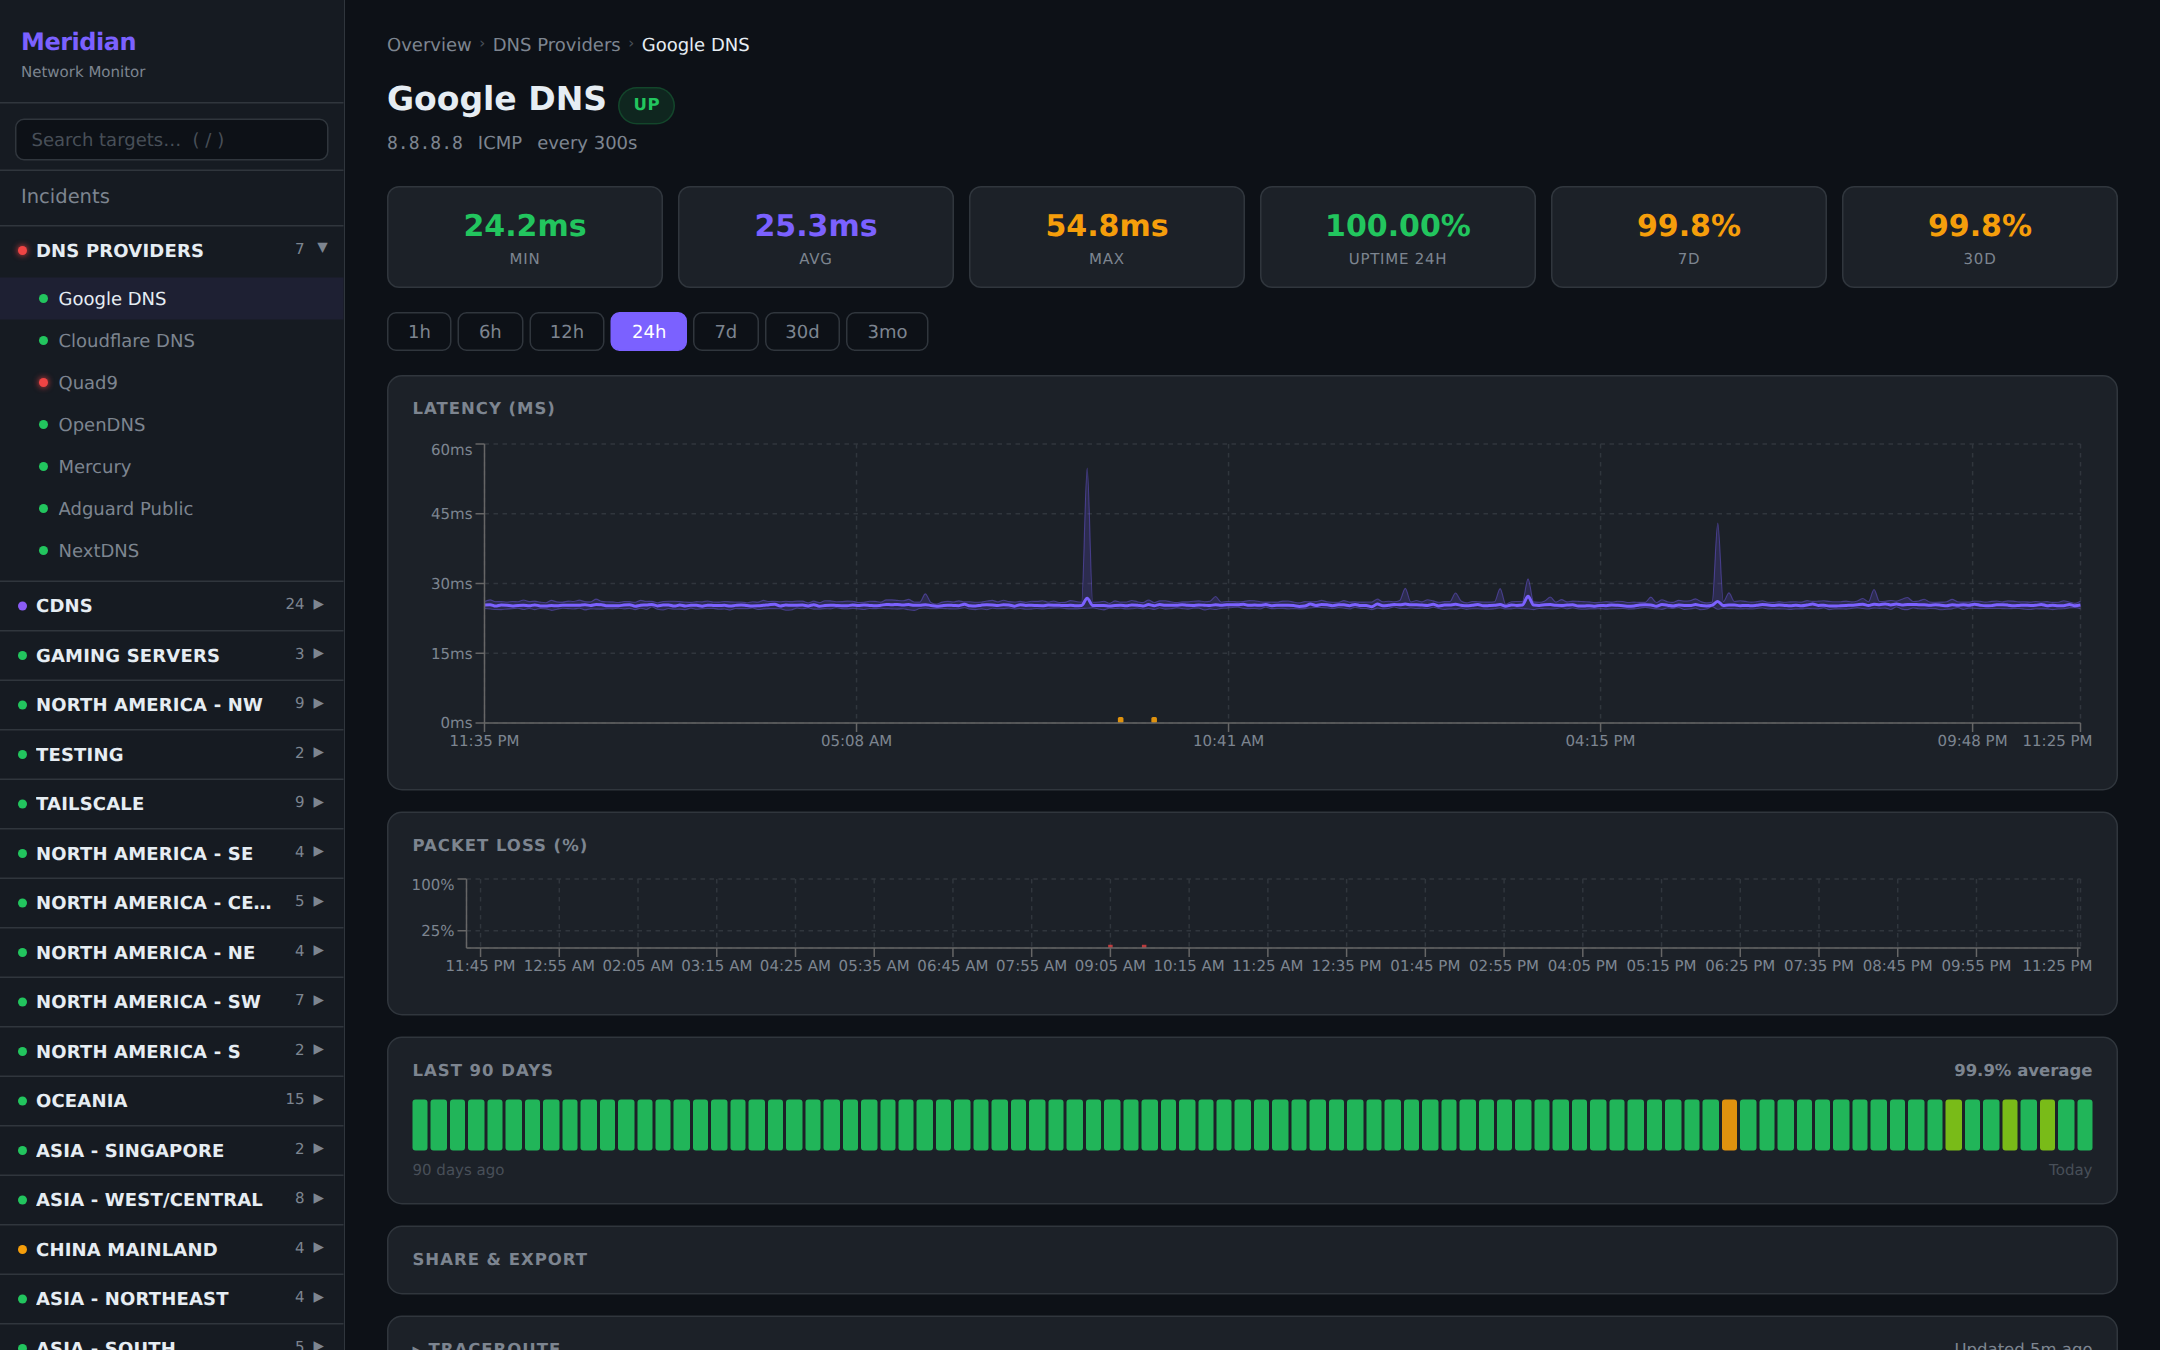 Meridian
Network Monitor
Search targets... ( / )
Incidents
DNS PROVIDERS 7 ▼
Google DNS
Cloudflare DNS
Quad9
OpenDNS
Mercury
Adguard Public
NextDNS
CDNS 24 ▶
GAMING SERVERS 3 ▶
NORTH AMERICA - NW 9 ▶
TESTING 2 ▶
TAILSCALE 9 ▶
NORTH AMERICA - SE 4 ▶
NORTH AMERICA - CE... 5 ▶
NORTH AMERICA - NE 4 ▶
NORTH AMERICA - SW 7 ▶
NORTH AMERICA - S 2 ▶
OCEANIA 15 ▶
ASIA - SINGAPORE 2 ▶
ASIA - WEST/CENTRAL 8 ▶
CHINA MAINLAND 4 ▶
ASIA - NORTHEAST 4 ▶
ASIA - SOUTH 5 ▶
Overview › DNS Providers › Google DNS
Google DNS UP
8.8.8.8 ICMP every 300s
24.2ms 25.3ms 54.8ms 100.00% 99.8% 99.8%
MIN AVG MAX UPTIME 24H 7D 30D
1h 6h 12h 24h 7d 30d 3mo
LATENCY (MS)
60ms
45ms
30ms
15ms
0ms
11:35 PM 05:08 AM 10:41 AM 04:15 PM 09:48 PM 11:25 PM
PACKET LOSS (%)
100%
25%
11:45 PM 12:55 AM 02:05 AM 03:15 AM 04:25 AM 05:35 AM 06:45 AM 07:55 AM 09:05 AM 10:15 AM 11:25 AM 12:35 PM 01:45 PM 02:55 PM 04:05 PM 05:15 PM 06:25 PM 07:35 PM 08:45 PM 09:55 PM 11:25 PM
LAST 90 DAYS 99.9% average
90 days ago Today
SHARE & EXPORT
▸ TRACEROUTE Updated 5m ago